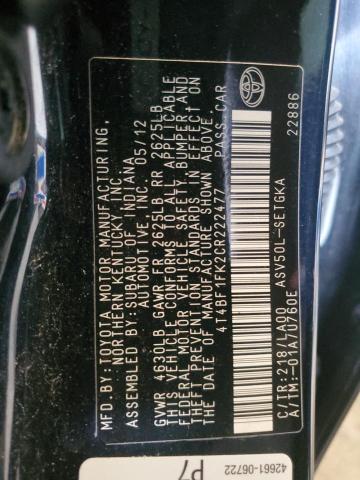 MFD. BY:TOYOTA MOTOR MANUFACTURING
NORTHERN KENTUCKY, INC.
ASSEMBLED BY:SUBARU OF INDIANA
AUTOMOTIVE, INC. 05/12
GVWR 4630LB GAWR FR 2625LB RR 2625LB
THIS VEHICLE CONFORMS TO ALL APPLICABLE
FEDERAL MOTOR VEHICLE SAFETY, BUMPER, AND
THEFT PREVENTION STANDARDS IN EFFECT ON
THE DATE OF MANUFACTURE SHOWN ABOVE.
4T4BF1FK2CR222477 PASS CAR
C/TR:218/LA00 ASV50L-SETGKA
A/TM:-01A/U760E 22886
TOYOTA
42661-06722
P7